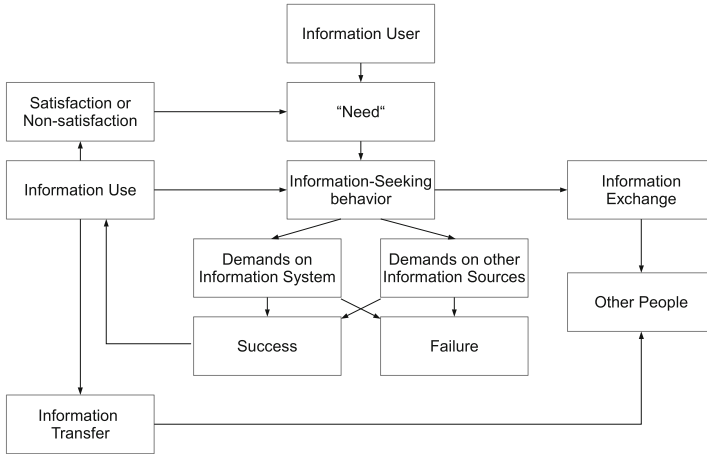 Information User
Satisfaction or
Non-satisfaction
“Need“
Information Use
Information-Seeking
behavior
Information
Exchange
Demands on
Information System
Demands on other
Information Sources
Other People
Success
Failure
Information
Transfer